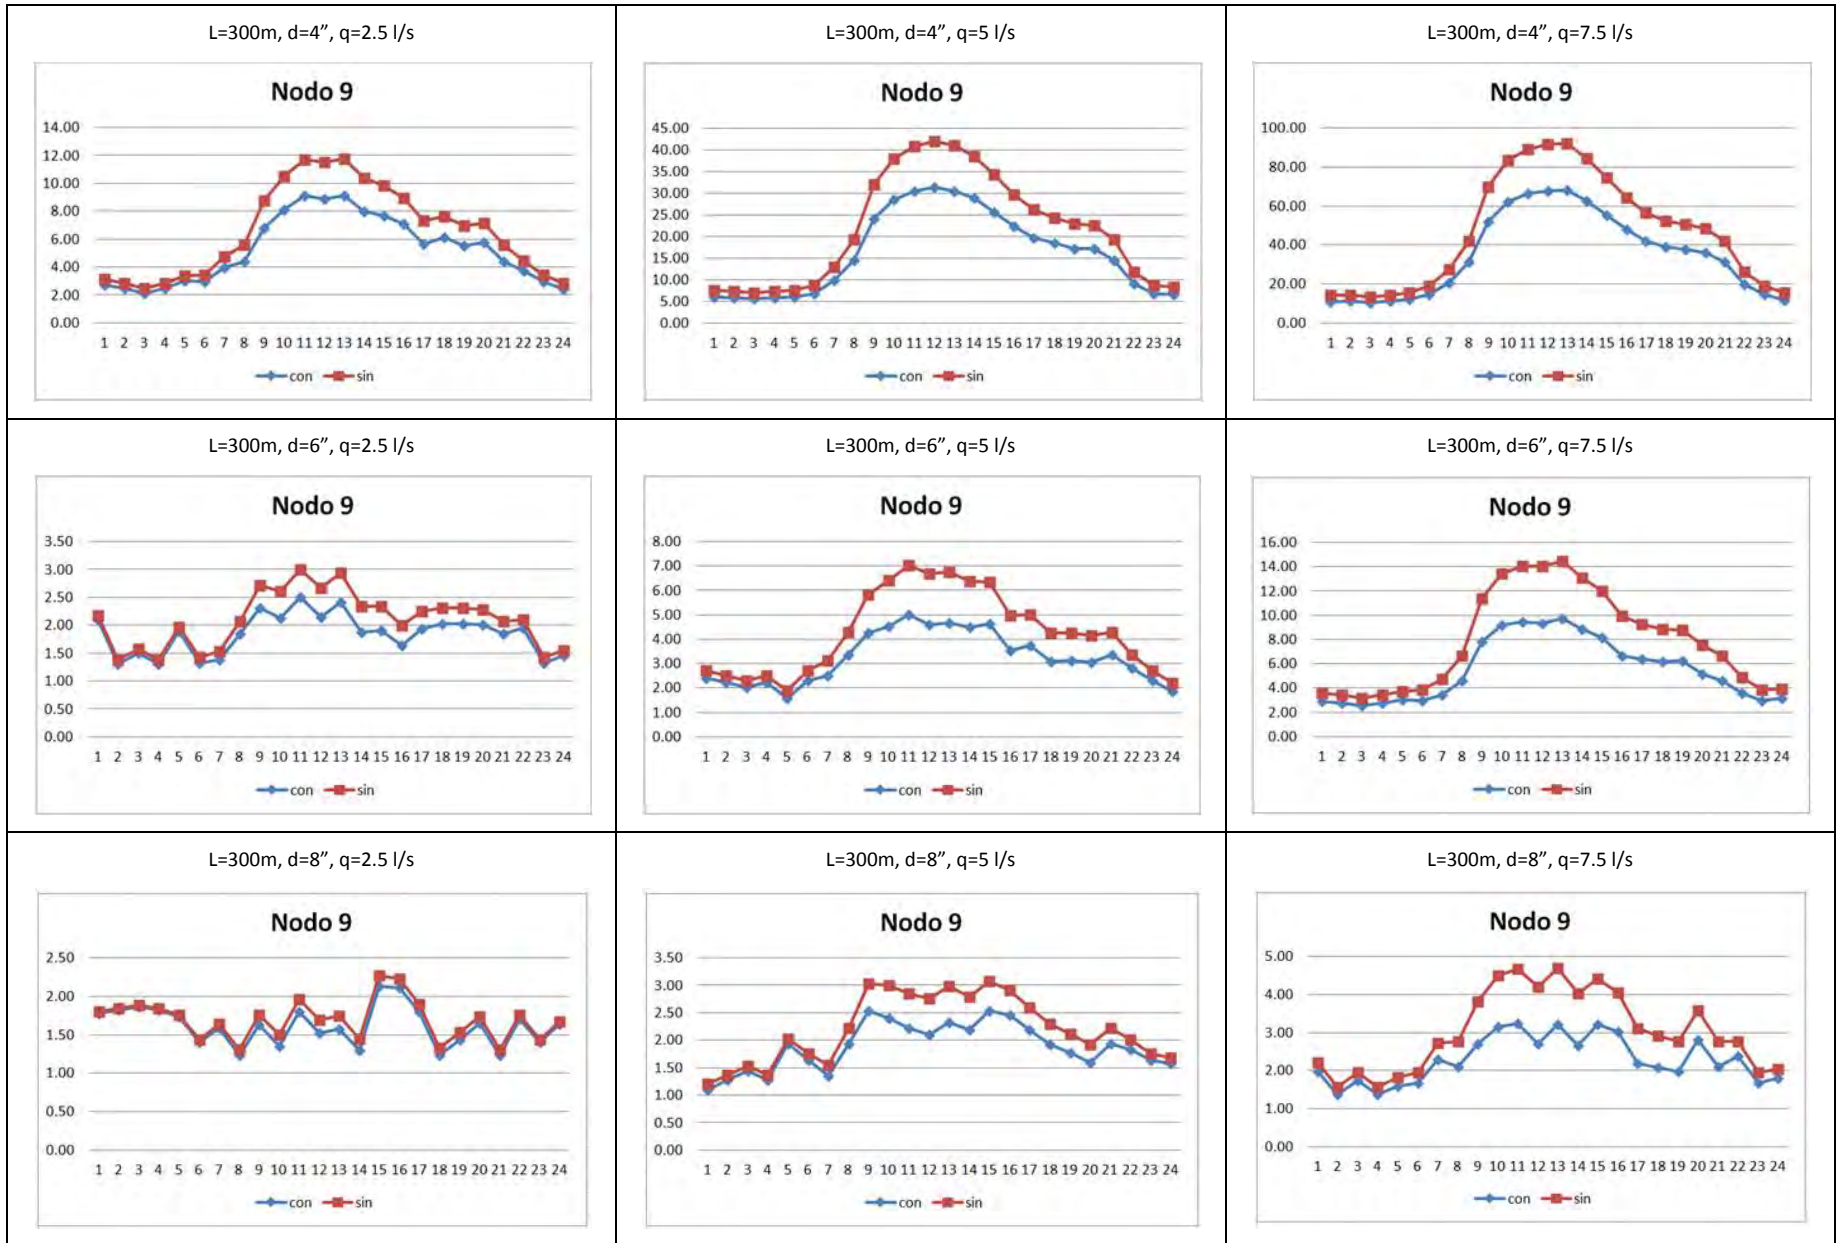 L=300m, d=4”, q=2.5 l/s
Nodo 9
14.00
12.00
10.00
8.00
6.00
4.00
2.00
0.00
1 2 3 4 5 6 7 8 9 10 11 12 13 14 15 16 17 18 19 20 21 22 23 24
con sin
L=300m, d=4”, q=5 l/s
Nodo 9
45.00
40.00
35.00
30.00
25.00
20.00
15.00
10.00
5.00
0.00
1 2 3 4 5 6 7 8 9 10 11 12 13 14 15 16 17 18 19 20 21 22 23 24
con sin
L=300m, d=4”, q=7.5 l/s
Nodo 9
100.00
80.00
60.00
40.00
20.00
0.00
1 2 3 4 5 6 7 8 9 10 11 12 13 14 15 16 17 18 19 20 21 22 23 24
con sin
L=300m, d=6”, q=2.5 l/s
Nodo 9
3.50
3.00
2.50
2.00
1.50
1.00
0.50
0.00
1 2 3 4 5 6 7 8 9 10 11 12 13 14 15 16 17 18 19 20 21 22 23 24
con sin
L=300m, d=6”, q=5 l/s
Nodo 9
8.00
7.00
6.00
5.00
4.00
3.00
2.00
1.00
0.00
1 2 3 4 5 6 7 8 9 10 11 12 13 14 15 16 17 18 19 20 21 22 23 24
con sin
L=300m, d=6”, q=7.5 l/s
Nodo 9
16.00
14.00
12.00
10.00
8.00
6.00
4.00
2.00
0.00
1 2 3 4 5 6 7 8 9 10 11 12 13 14 15 16 17 18 19 20 21 22 23 24
con sin
L=300m, d=8”, q=2.5 l/s
Nodo 9
2.50
2.00
1.50
1.00
0.50
0.00
1 2 3 4 5 6 7 8 9 10 11 12 13 14 15 16 17 18 19 20 21 22 23 24
con sin
L=300m, d=8”, q=5 l/s
Nodo 9
3.50
3.00
2.50
2.00
1.50
1.00
0.50
0.00
1 2 3 4 5 6 7 8 9 10 11 12 13 14 15 16 17 18 19 20 21 22 23 24
con sin
L=300m, d=8”, q=7.5 l/s
Nodo 9
5.00
4.00
3.00
2.00
1.00
0.00
1 2 3 4 5 6 7 8 9 10 11 12 13 14 15 16 17 18 19 20 21 22 23 24
con sin